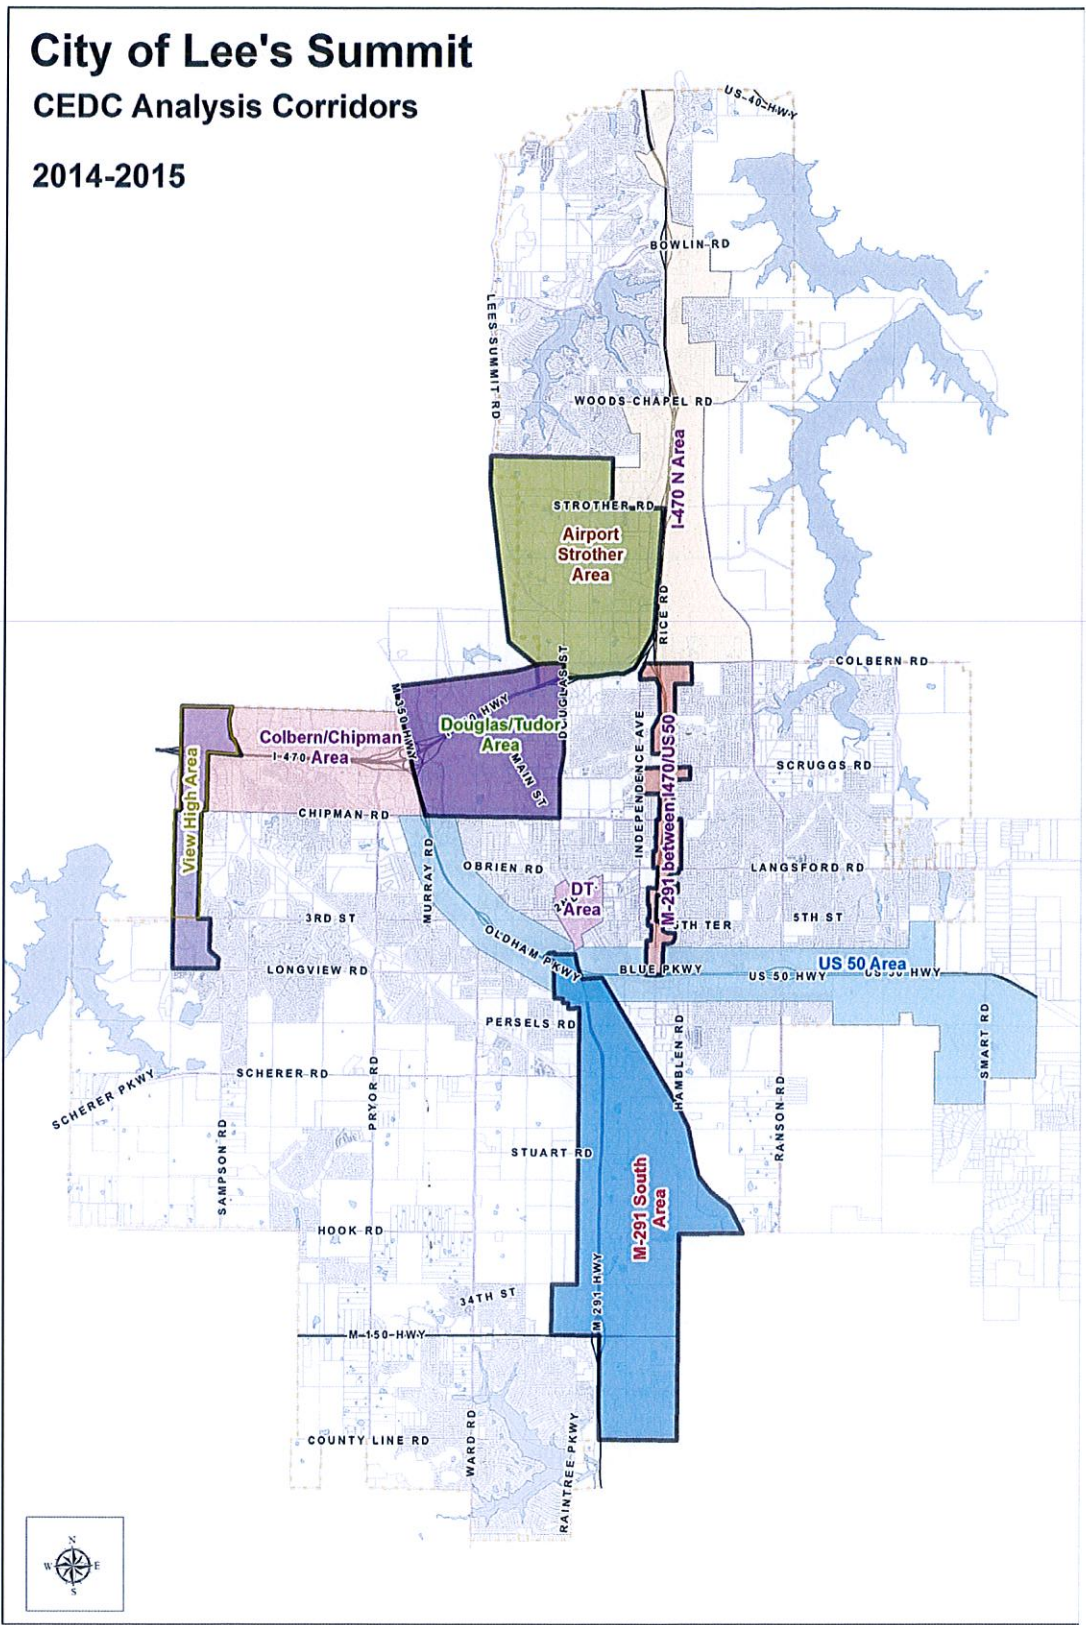 City of Lee's Summit
CEDC Analysis Corridors
2014-2015
US-40-HWY
BOWLIN RD
LEES SUMMIT RD
WOODS CHAPEL RD
I-470 N Area
STROTHER RD
Airport
Strother
Area
RICE RD
COLBERN RD
DOUGLAS ST
M-350 HWY
HWY
Douglas/Tudor
Area
MAIN ST
Colbern/Chipman
Area
I-470
View High Area
CHIPMAN RD
INDEPENDENCE AVE
M-291 between I470/US50
SCRUGGS RD
MURRAY RD
OBRIEN RD
LANGSFORD RD
DT
Area
3RD ST
5TH TER
5TH ST
OLDHAM PKWY
LONGVIEW RD
BLUE PKWY
US 50 HWY
US 50 Area
US 50 HWY
PERSELS RD
SMART RD
SCHERER PKWY
SCHERER RD
PRYOR RD
HAMBLEN RD
RANSON RD
SAMPSON RD
STUART RD
M-291 South
Area
HOOK RD
34TH ST
M 291 HWY
M-150-HWY
COUNTY LINE RD
WARD RD
RAINTREE PKWY
N
W
E
S